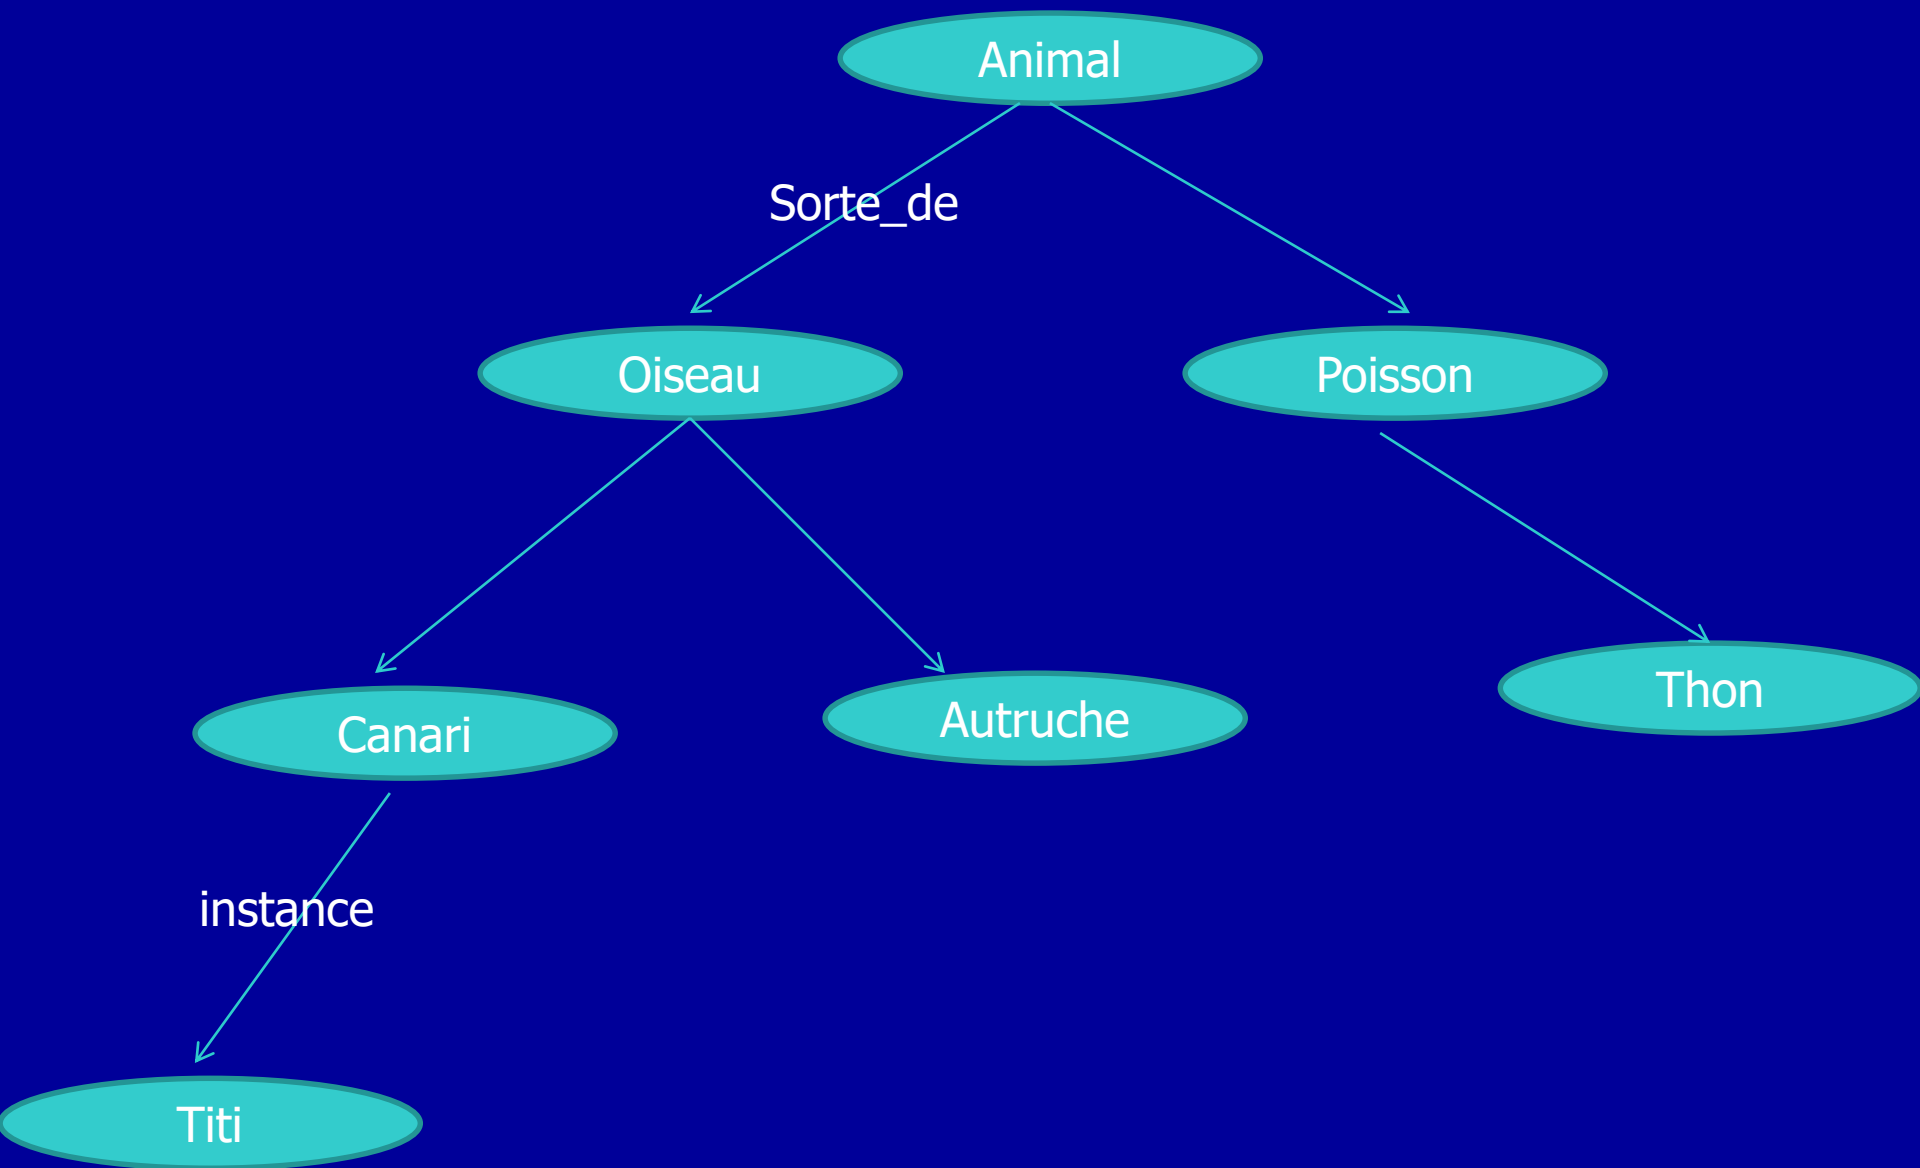 Animal
Sorte_de
Oiseau
Poisson
Canari
Autruche
Thon
instance
Titi